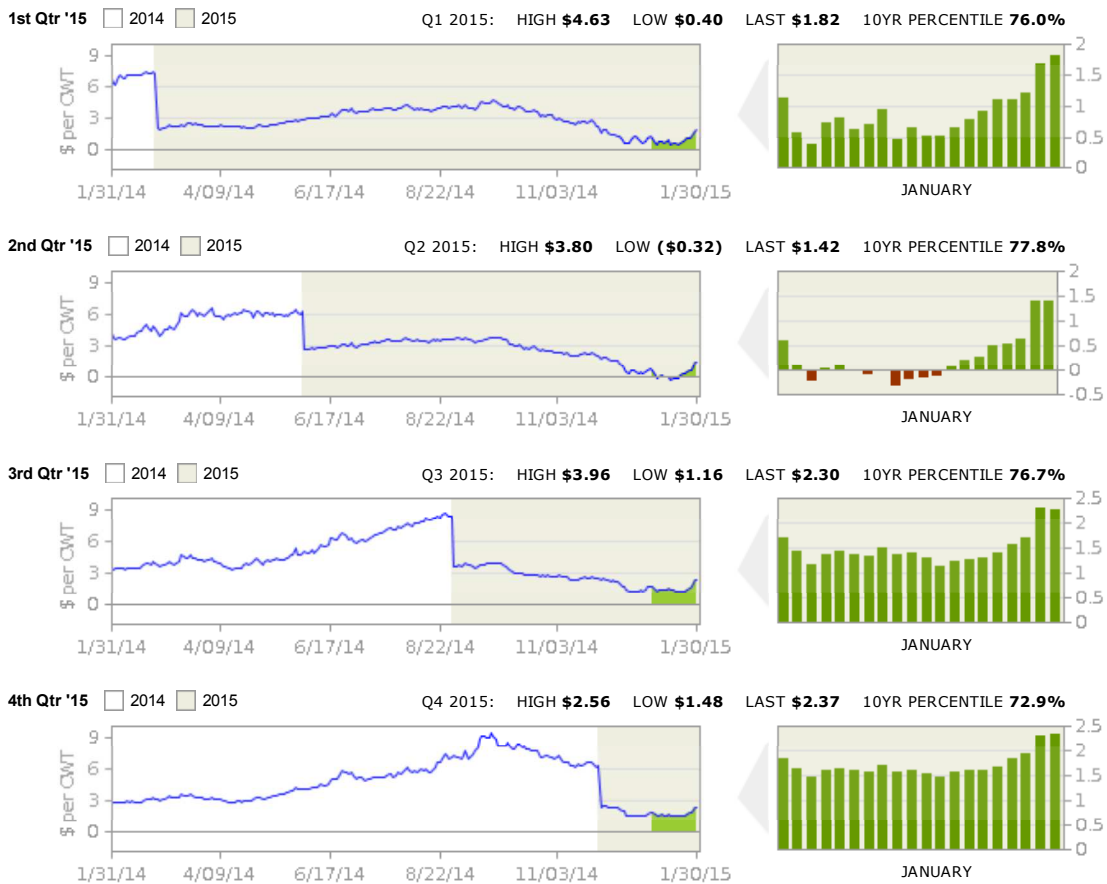 1st Qtr '15 2014 2015 Q1 2015: HIGH $4.63 LOW $0.40 LAST $1.82 10YR PERCENTILE 76.0%
$ per CWT
9
6
3
0
1/31/14 4/09/14 6/17/14 8/22/14 11/03/14 1/30/15
2
1.5
1
0.5
0
JANUARY
2nd Qtr '15 2014 2015 Q2 2015: HIGH $3.80 LOW ($0.32) LAST $1.42 10YR PERCENTILE 77.8%
$ per CWT
9
6
3
0
1/31/14 4/09/14 6/17/14 8/22/14 11/03/14 1/30/15
2
1.5
1
0.5
0
-0.5
JANUARY
3rd Qtr '15 2014 2015 Q3 2015: HIGH $3.96 LOW $1.16 LAST $2.30 10YR PERCENTILE 76.7%
$ per CWT
9
6
3
0
1/31/14 4/09/14 6/17/14 8/22/14 11/03/14 1/30/15
2.5
2
1.5
1
0.5
0
JANUARY
4th Qtr '15 2014 2015 Q4 2015: HIGH $2.56 LOW $1.48 LAST $2.37 10YR PERCENTILE 72.9%
$ per CWT
9
6
3
0
1/31/14 4/09/14 6/17/14 8/22/14 11/03/14 1/30/15
2.5
2
1.5
1
0.5
0
JANUARY